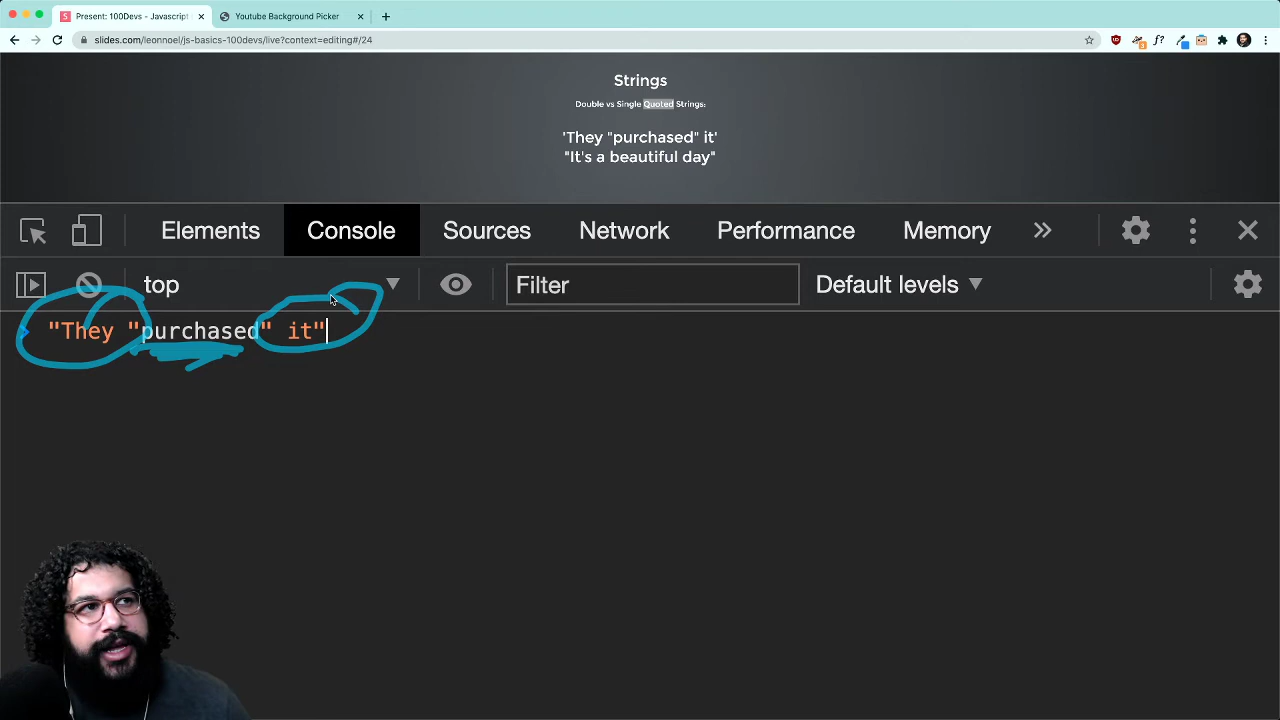 Present: 100Devs - Javascript
Youtube Background Picker
slides.com/leonnoel/js-basics-100devs/live?context=editing#/24
Strings
Double vs Single Quoted Strings:
'They "purchased" it'
"It's a beautiful day"
Elements Console Sources Network Performance Memory
top Filter Default levels
"They "purchased" it"